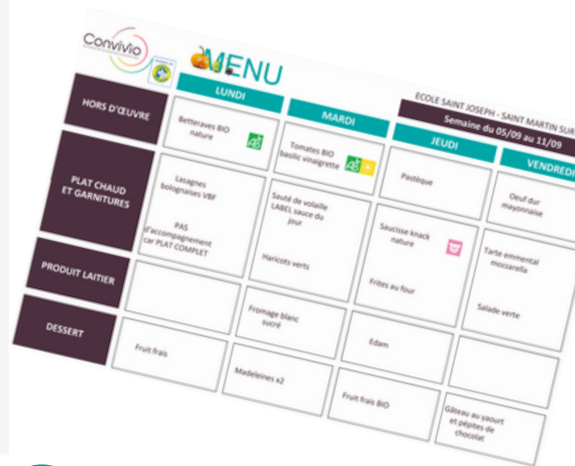 Convivio
MENU
ECOLE SAINT JOSEPH - SAINT MARTIN SUR
Semaine du 05/09 au 11/09
LUNDI
MARDI
JEUDI
VENDREDI
HORS D'ŒUVRE
Betteraves BIO
nature
Tomates BIO
basilic vinaigrette
Pastèque
Oeuf dur
mayonnaise
PLAT CHAUD
ET GARNITURES
Lasagnes
bolognaises VBF
PAS
d'accompagnement
car PLAT COMPLET
Sauté de volaille
LABEL sauce du
jour
Haricots verts
Saucisse knack
nature
Frites au four
Tarte emmental
mozzarella
Salade verte
PRODUIT LAITIER
Fromage blanc
sucré
Edam
DESSERT
Fruit frais
Madeleines x2
Fruit frais BIO
Gâteau au yaourt
et pépites de
chocolat